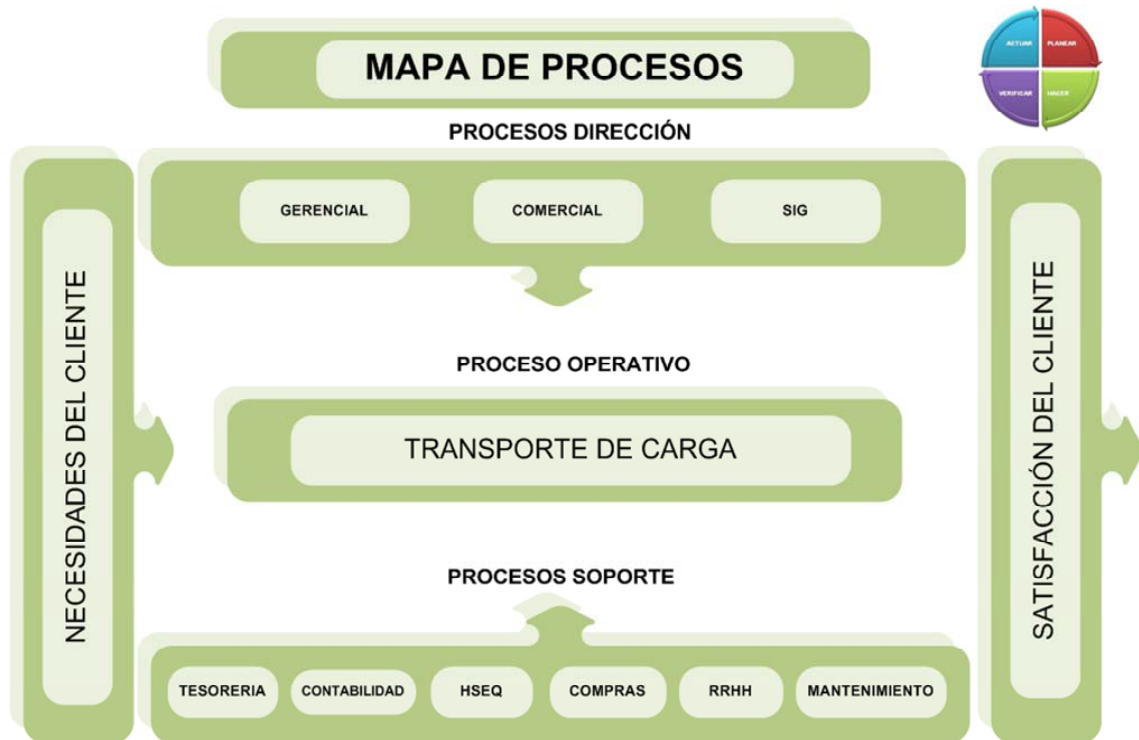 MAPA DE PROCESOS
ACTUAR
PLANEAR
VERIFICAR
HACER
PROCESOS DIRECCIÓN
GERENCIAL
COMERCIAL
SIG
NECESIDADES DEL CLIENTE
PROCESO OPERATIVO
TRANSPORTE DE CARGA
SATISFACCIÓN DEL CLIENTE
PROCESOS SOPORTE
TESORERIA
CONTABILIDAD
HSEQ
COMPRAS
RRHH
MANTENIMIENTO